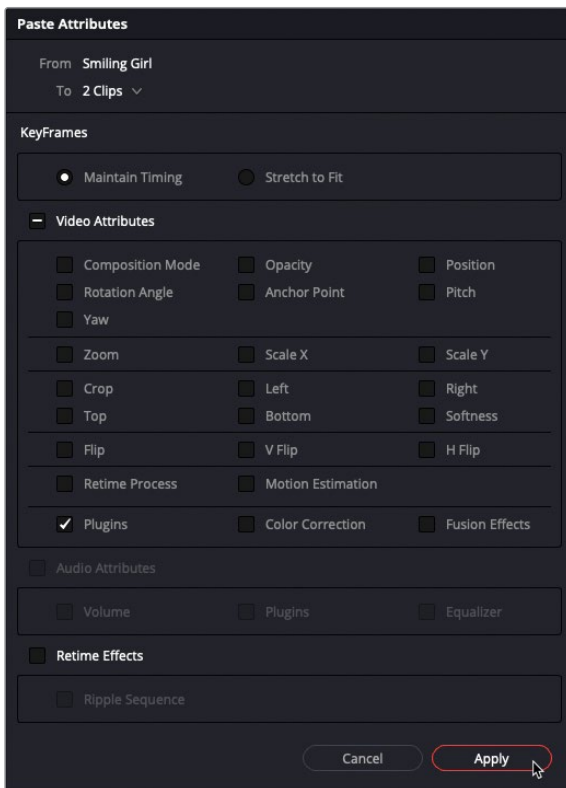 Paste Attributes
From Smiling Girl
To 2 Clips
KeyFrames
Maintain Timing Stretch to Fit
Video Attributes
Composition Mode Opacity Position
Rotation Angle Anchor Point Pitch
Yaw
Zoom Scale X Scale Y
Crop Left Right
Top Bottom Softness
Flip V Flip H Flip
Retime Process Motion Estimation
Plugins Color Correction Fusion Effects
Audio Attributes
Volume Plugins Equalizer
Retime Effects
Ripple Sequence
Cancel Apply